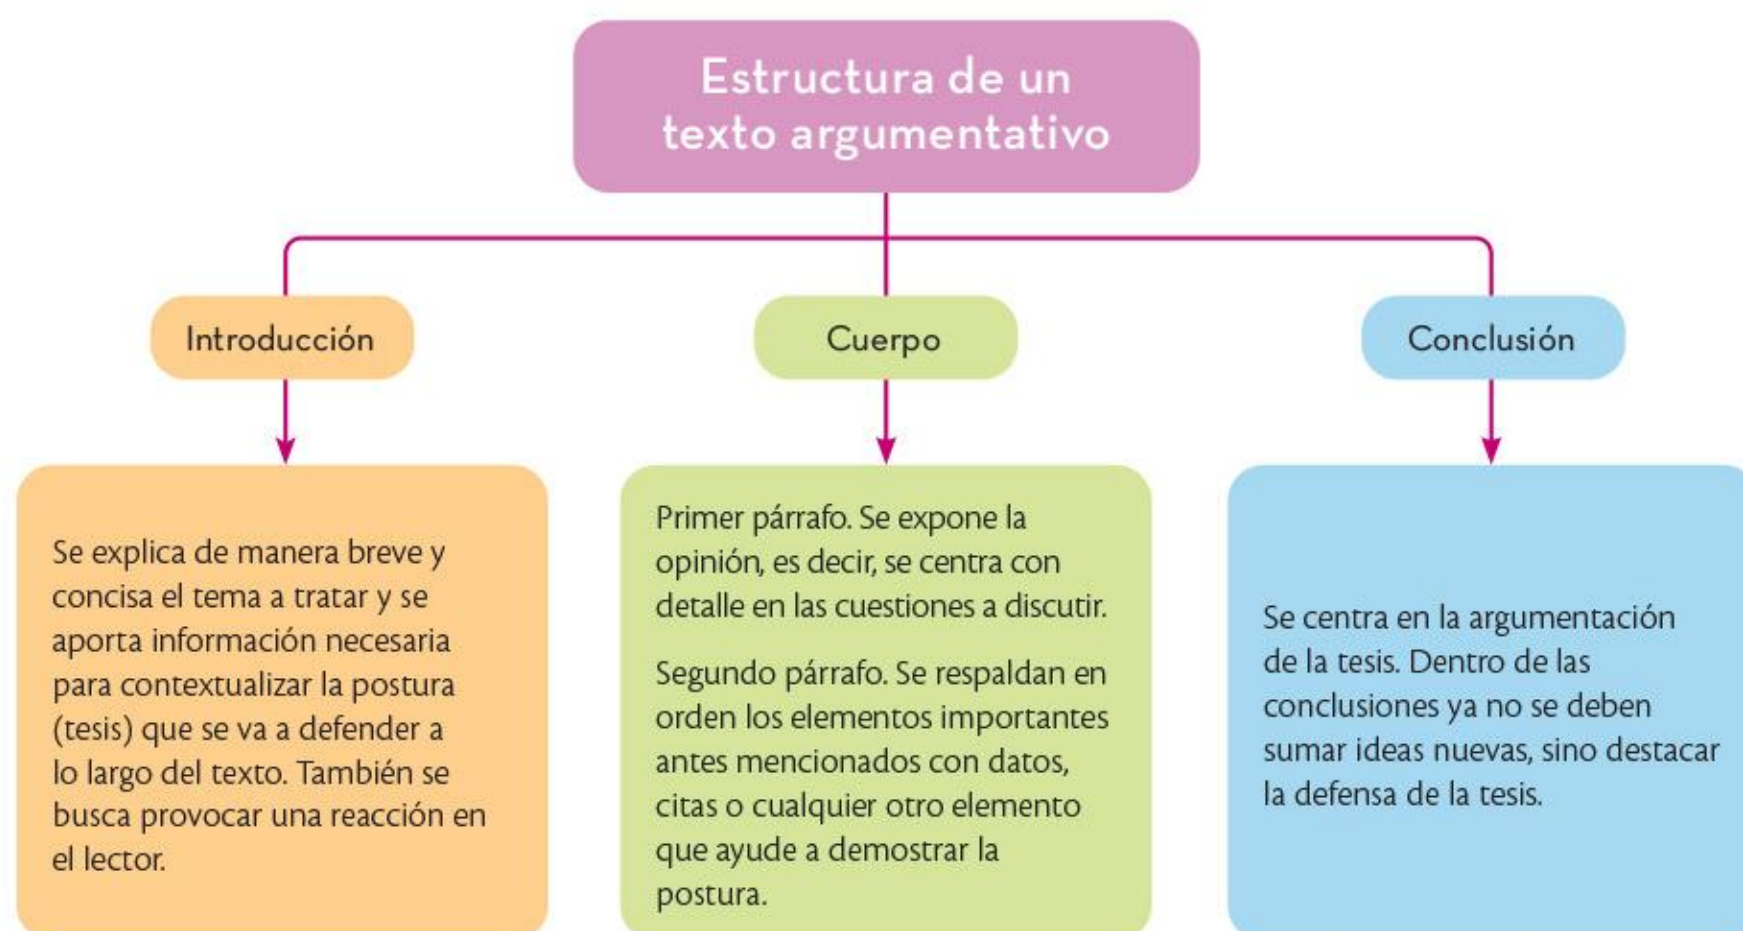 Estructura de un
texto argumentativo
Introducción
Se explica de manera breve y
concisa el tema a tratar y se
aporta información necesaria
para contextualizar la postura
(tesis) que se va a defender a
lo largo del texto. También se
busca provocar una reacción en
el lector.
Cuerpo
Primer párrafo. Se expone la
opinión, es decir, se centra con
detalle en las cuestiones a discutir.
Segundo párrafo. Se respaldan en
orden los elementos importantes
antes mencionados con datos,
citas o cualquier otro elemento
que ayude a demostrar la
postura.
Conclusión
Se centra en la argumentación
de la tesis. Dentro de las
conclusiones ya no se deben
sumar ideas nuevas, sino destacar
la defensa de la tesis.